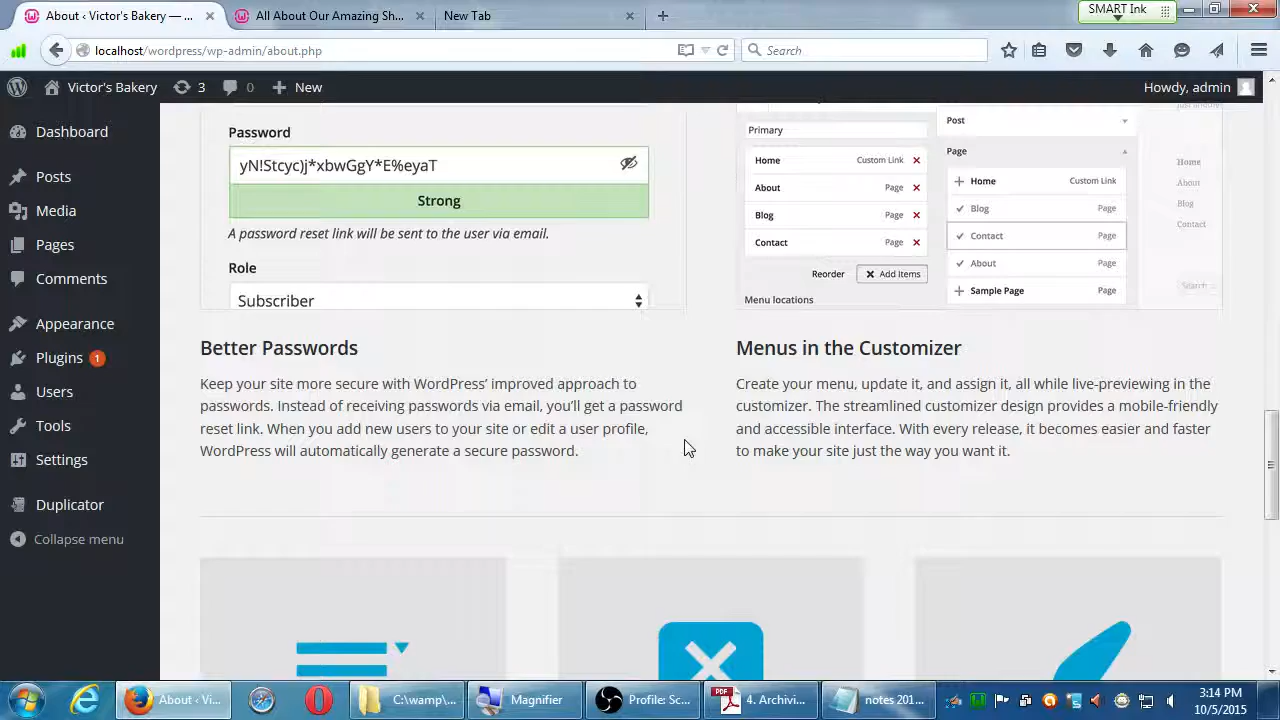 About ‹ Victor's Bakery — ...
All About Our Amazing Sh...
New Tab
SMART Ink
localhost/wordpress/wp-admin/about.php
Search
Victor's Bakery
3
0
New
Howdy, admin
Dashboard
Posts
Media
Pages
Comments
Appearance
Plugins 1
Users
Tools
Settings
Duplicator
Collapse menu
Password
yN!Stcyc)j*xbwGgY*E%eyaT
Strong
A password reset link will be sent to the user via email.
Role
Subscriber
Primary
Home Custom Link
About Page
Blog Page
Contact Page
Reorder Add Items
Menu locations
Post
Page
Home Custom Link
Blog Page
Contact Page
About Page
Sample Page Page
Home
About
Blog
Contact
Search ...
Better Passwords
Keep your site more secure with WordPress’ improved approach to
passwords. Instead of receiving passwords via email, you’ll get a password
reset link. When you add new users to your site or edit a user profile,
WordPress will automatically generate a secure password.
Menus in the Customizer
Create your menu, update it, and assign it, all while live-previewing in the
customizer. The streamlined customizer design provides a mobile-friendly
and accessible interface. With every release, it becomes easier and faster
to make your site just the way you want it.
About ‹ Vi...
C:\wamp\...
Magnifier
Profile: Sc...
PDF
4. Archivi...
notes 201...
3:14 PM
10/5/2015